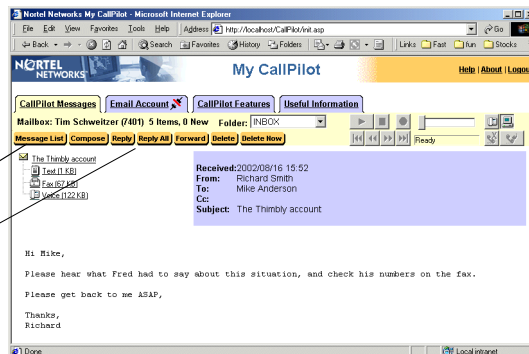 Nortel Networks My CallPilot - Microsoft Internet Explorer
File Edit View Favorites Tools Help Address http://localhost/CallPilot/init.asp Go
Back Search Favorites History Folders Links Fast fun Stocks
NORTEL NETWORKS
My CallPilot
Help | About | Logou
CallPilot Messages Email Account CallPilot Features Useful Information
Mailbox: Tim Schweitzer (7401) 5 Items, 0 New Folder: INBOX
Message List Compose Reply Reply All Forward Delete Delete Now Ready
The Thimbly account
Text (1 KB)
Fax (67 KB)
Voice (122 KB)
Received: 2002/08/16 15:52
From: Richard Smith
To: Mike Anderson
Cc:
Subject: The Thimbly account
Hi Mike,
Please hear what Fred had to say about this situation, and check his numbers on the fax.
Please get back to me ASAP,
Thanks,
Richard
Done Local intranet